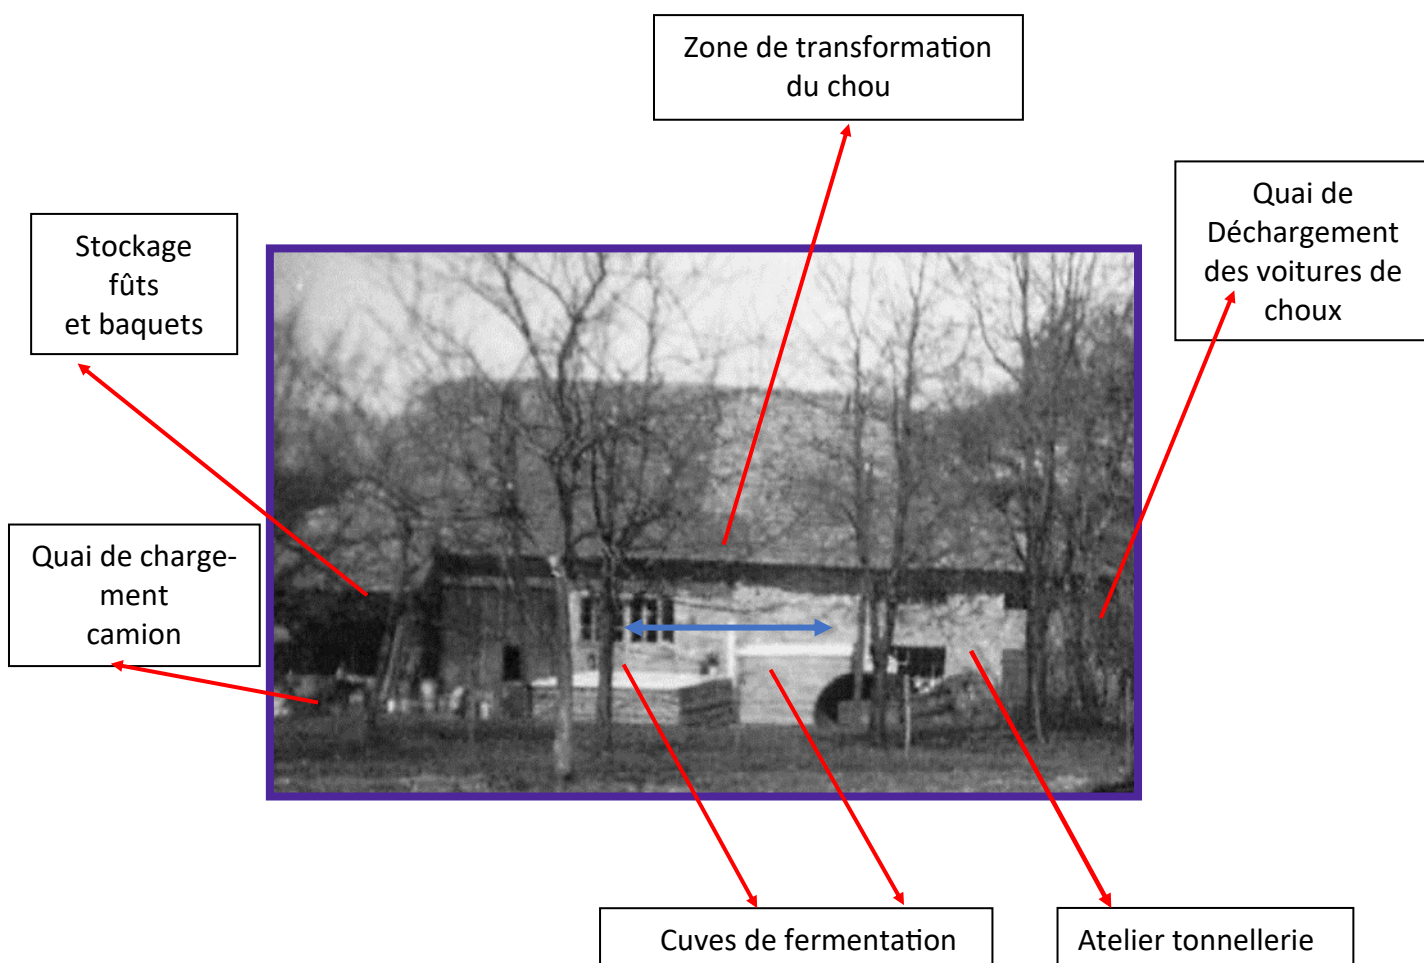 Zone de transformation
du chou
Quai de
Déchargement
des voitures de
choux
Stockage
fûts
et baquets
Quai de charge-
ment
camion
Cuves de fermentation
Atelier tonnellerie